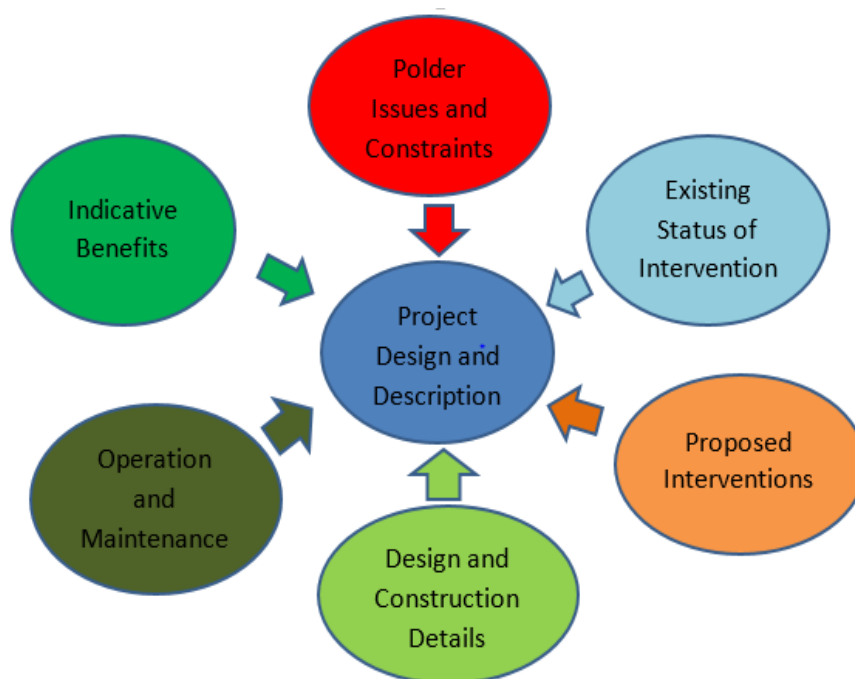 Polder
Issues and
Constraints
Existing
Status of
Intervention
Proposed
Interventions
Design and
Construction
Details
Operation
and
Maintenance
Indicative
Benefits
Project
Design and
Description